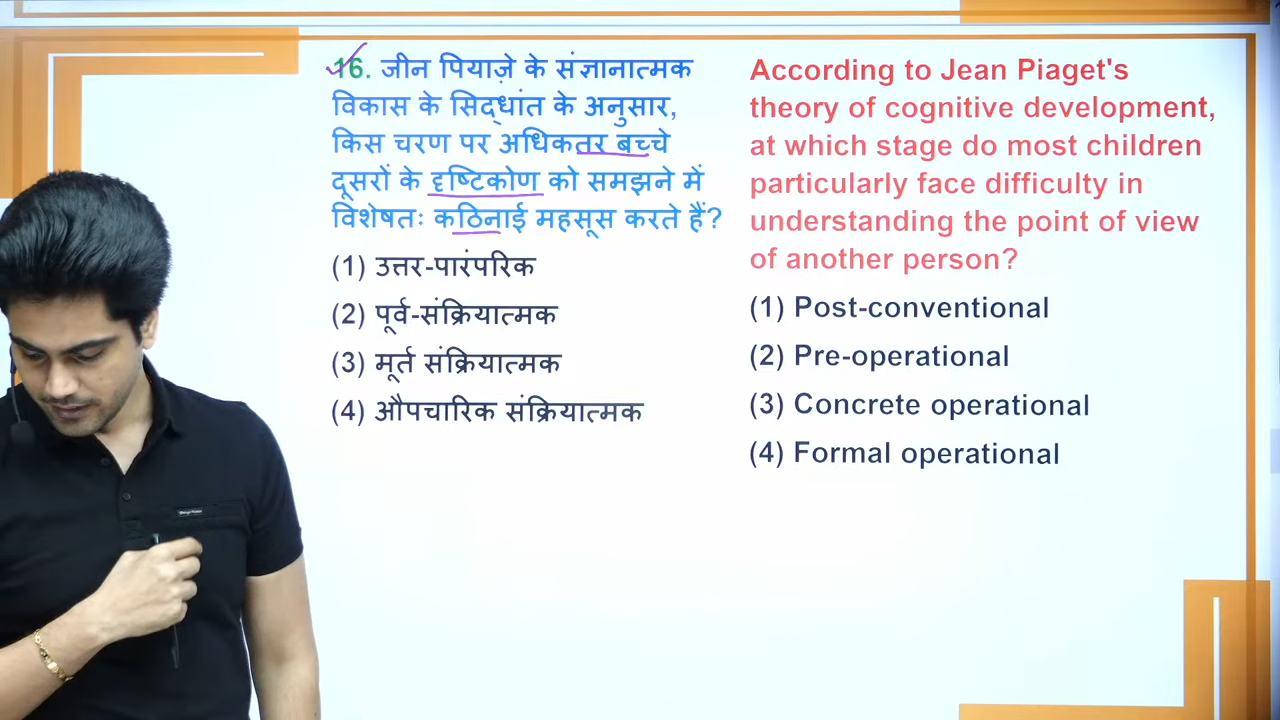 16. जीन पियाज़े के संज्ञानात्मक
विकास के सिद्धांत के अनुसार,
किस चरण पर अधिकतर बच्चे
दूसरों के दृष्टिकोण को समझने में
विशेषतः कठिनाई महसूस करते हैं?
(1) उत्तर-पारंपरिक
(2) पूर्व-संक्रियात्मक
(3) मूर्त संक्रियात्मक
(4) औपचारिक संक्रियात्मक
According to Jean Piaget's
theory of cognitive development,
at which stage do most children
particularly face difficulty in
understanding the point of view
of another person?
(1) Post-conventional
(2) Pre-operational
(3) Concrete operational
(4) Formal operational